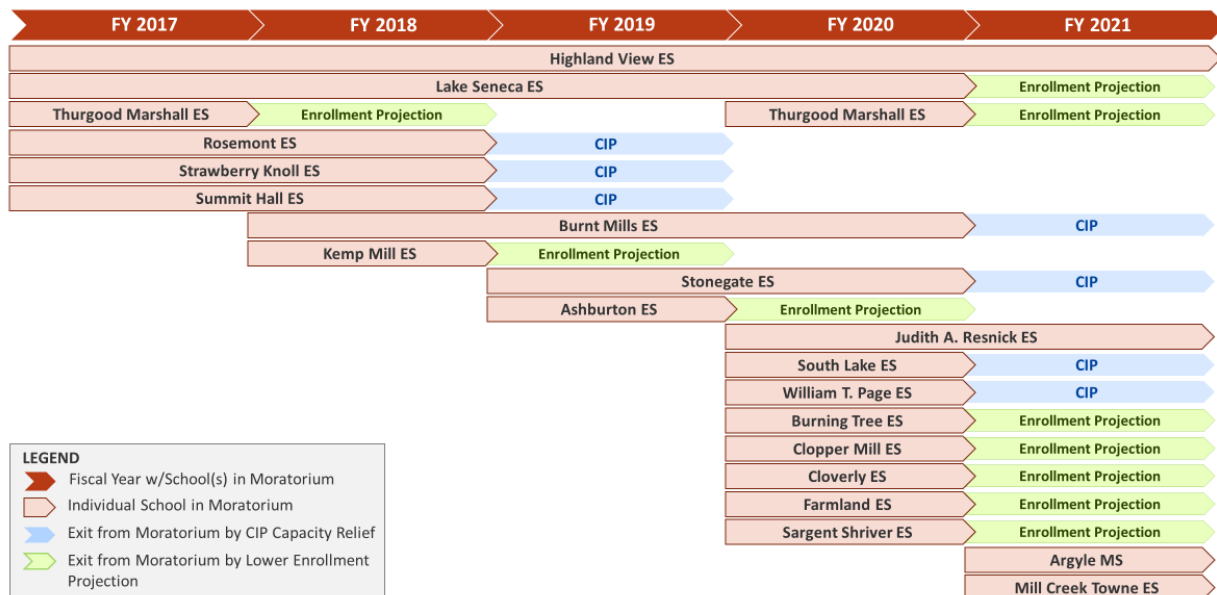 FY 2017 FY 2018 FY 2019 FY 2020 FY 2021
Highland View ES
Lake Seneca ES Enrollment Projection
Thurgood Marshall ES Enrollment Projection Thurgood Marshall ES Enrollment Projection
Rosemont ES CIP
Strawberry Knoll ES CIP
Summit Hall ES CIP
Burnt Mills ES CIP
Kemp Mill ES Enrollment Projection
Stonegate ES CIP
Ashburton ES Enrollment Projection
Judith A. Resnick ES
South Lake ES CIP
William T. Page ES CIP
Burning Tree ES Enrollment Projection
Clopper Mill ES Enrollment Projection
Cloverly ES Enrollment Projection
Farmland ES Enrollment Projection
Sargent Shriver ES Enrollment Projection
Argyle MS
Mill Creek Towne ES
LEGEND
Fiscal Year w/School(s) in Moratorium
Individual School in Moratorium
Exit from Moratorium by CIP Capacity Relief
Exit from Moratorium by Lower Enrollment
Projection